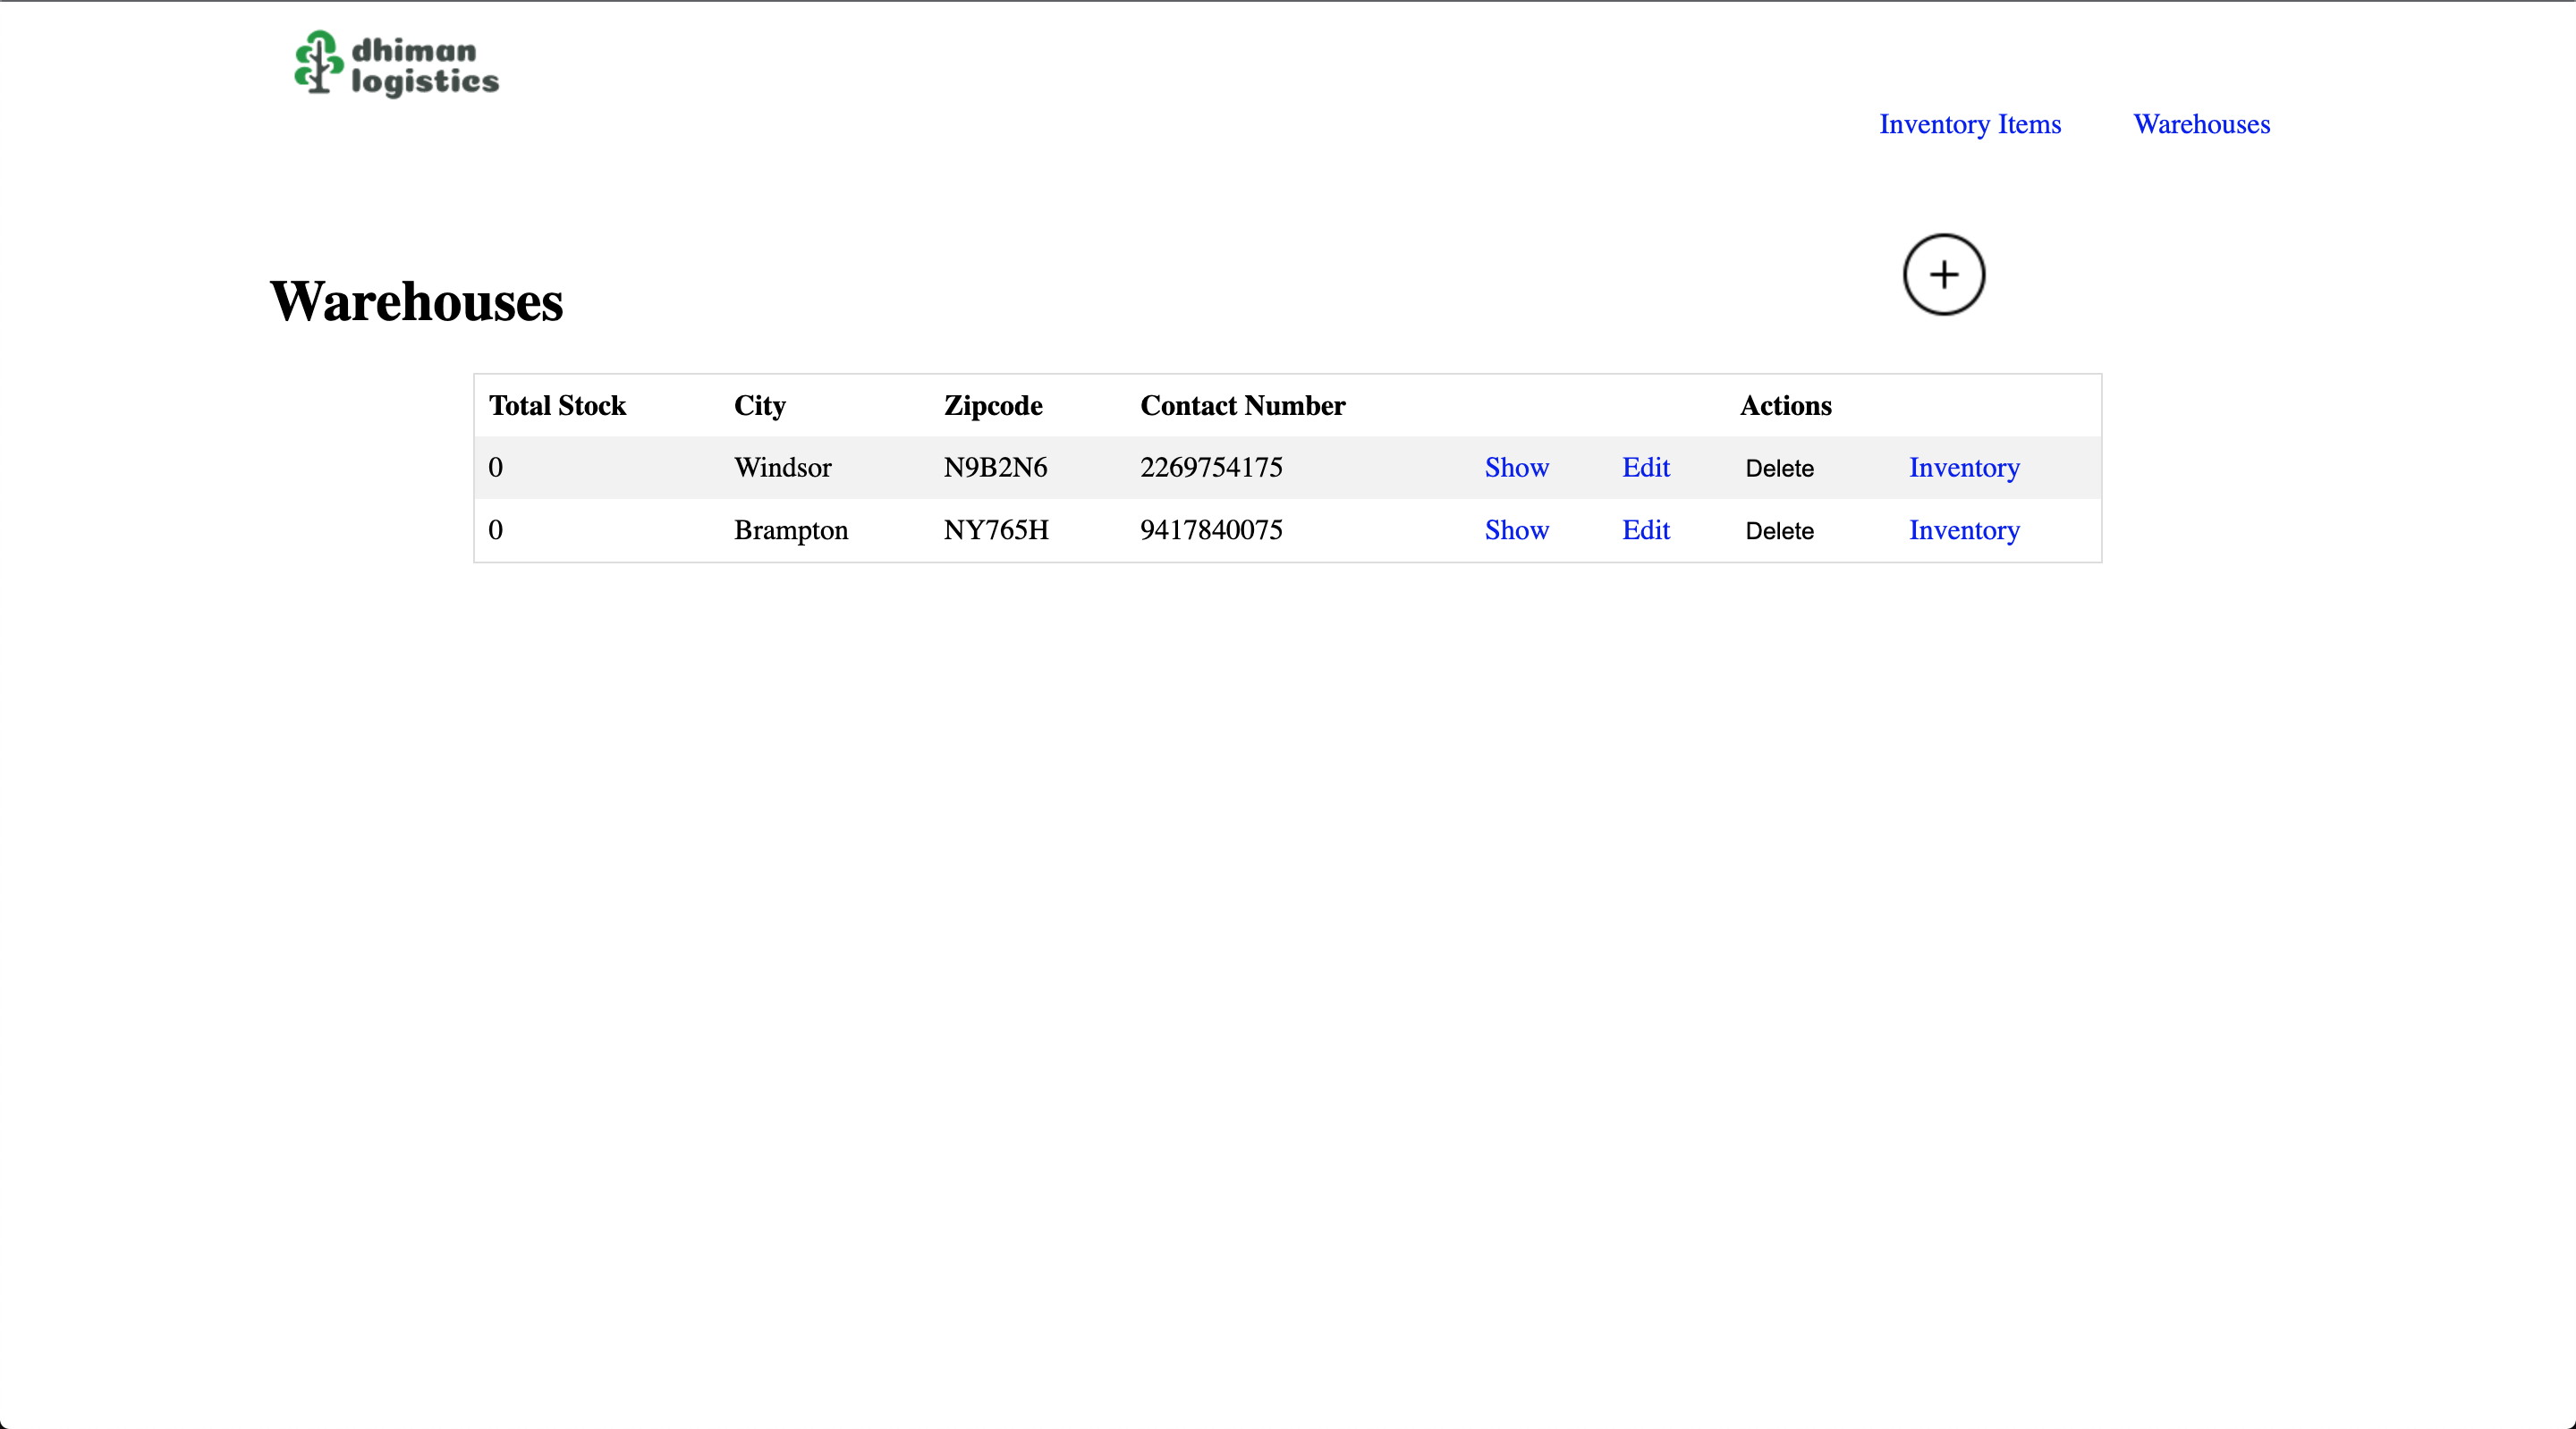 dhiman
logistics
Inventory Items Warehouses
+
Warehouses
Total Stock City Zipcode Contact Number Actions
0 Windsor N9B2N6 2269754175 Show Edit Delete Inventory
0 Brampton NY765H 9417840075 Show Edit Delete Inventory